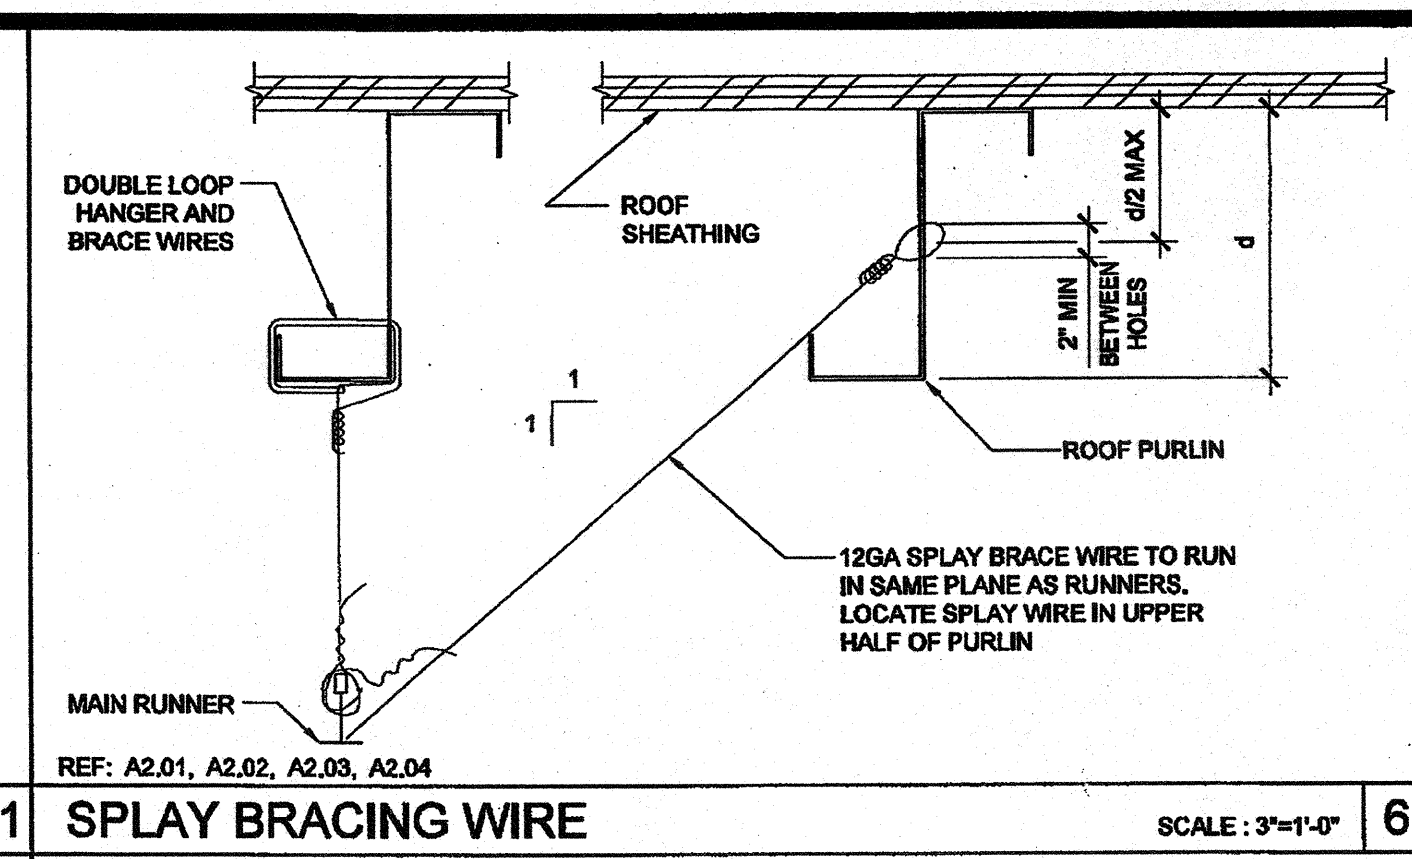 DOUBLE LOOP
HANGER AND
BRACE WIRES
ROOF
SHEATHING
d/2 MAX
d
2" MIN
BETWEEN
HOLES
1
1
ROOF PURLIN
12GA SPLAY BRACE WIRE TO RUN
IN SAME PLANE AS RUNNERS.
LOCATE SPLAY WIRE IN UPPER
HALF OF PURLIN
MAIN RUNNER
REF: A2.01, A2.02, A2.03, A2.04
1
SPLAY BRACING WIRE
SCALE : 3"=1'-0"
6